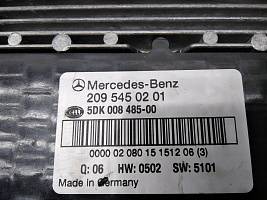 Mercedes-Benz
209 545 02 01
HELLA 5DK 008 485-00
0000 02 080 15 1512 06 (3)
Q: 06 HW: 0502 SW: 5101
Made in Germany